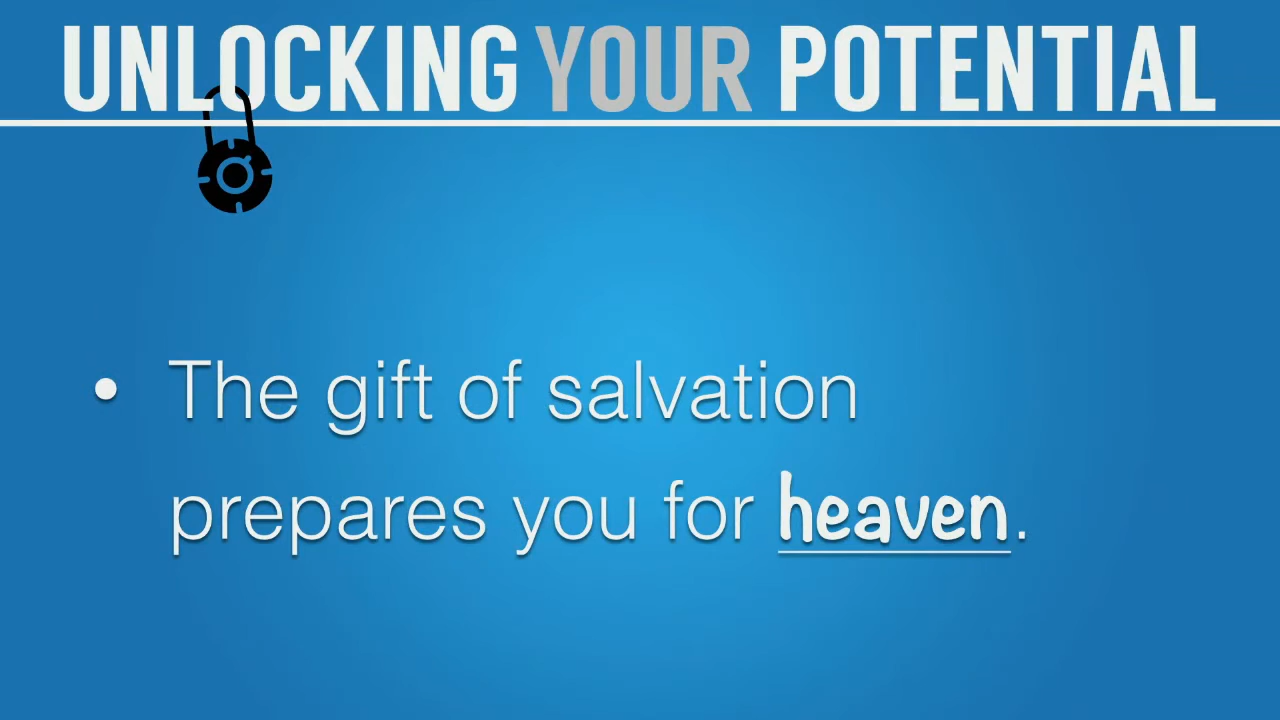 UNLOCKING YOUR POTENTIAL
• The gift of salvation
prepares you for heaven.